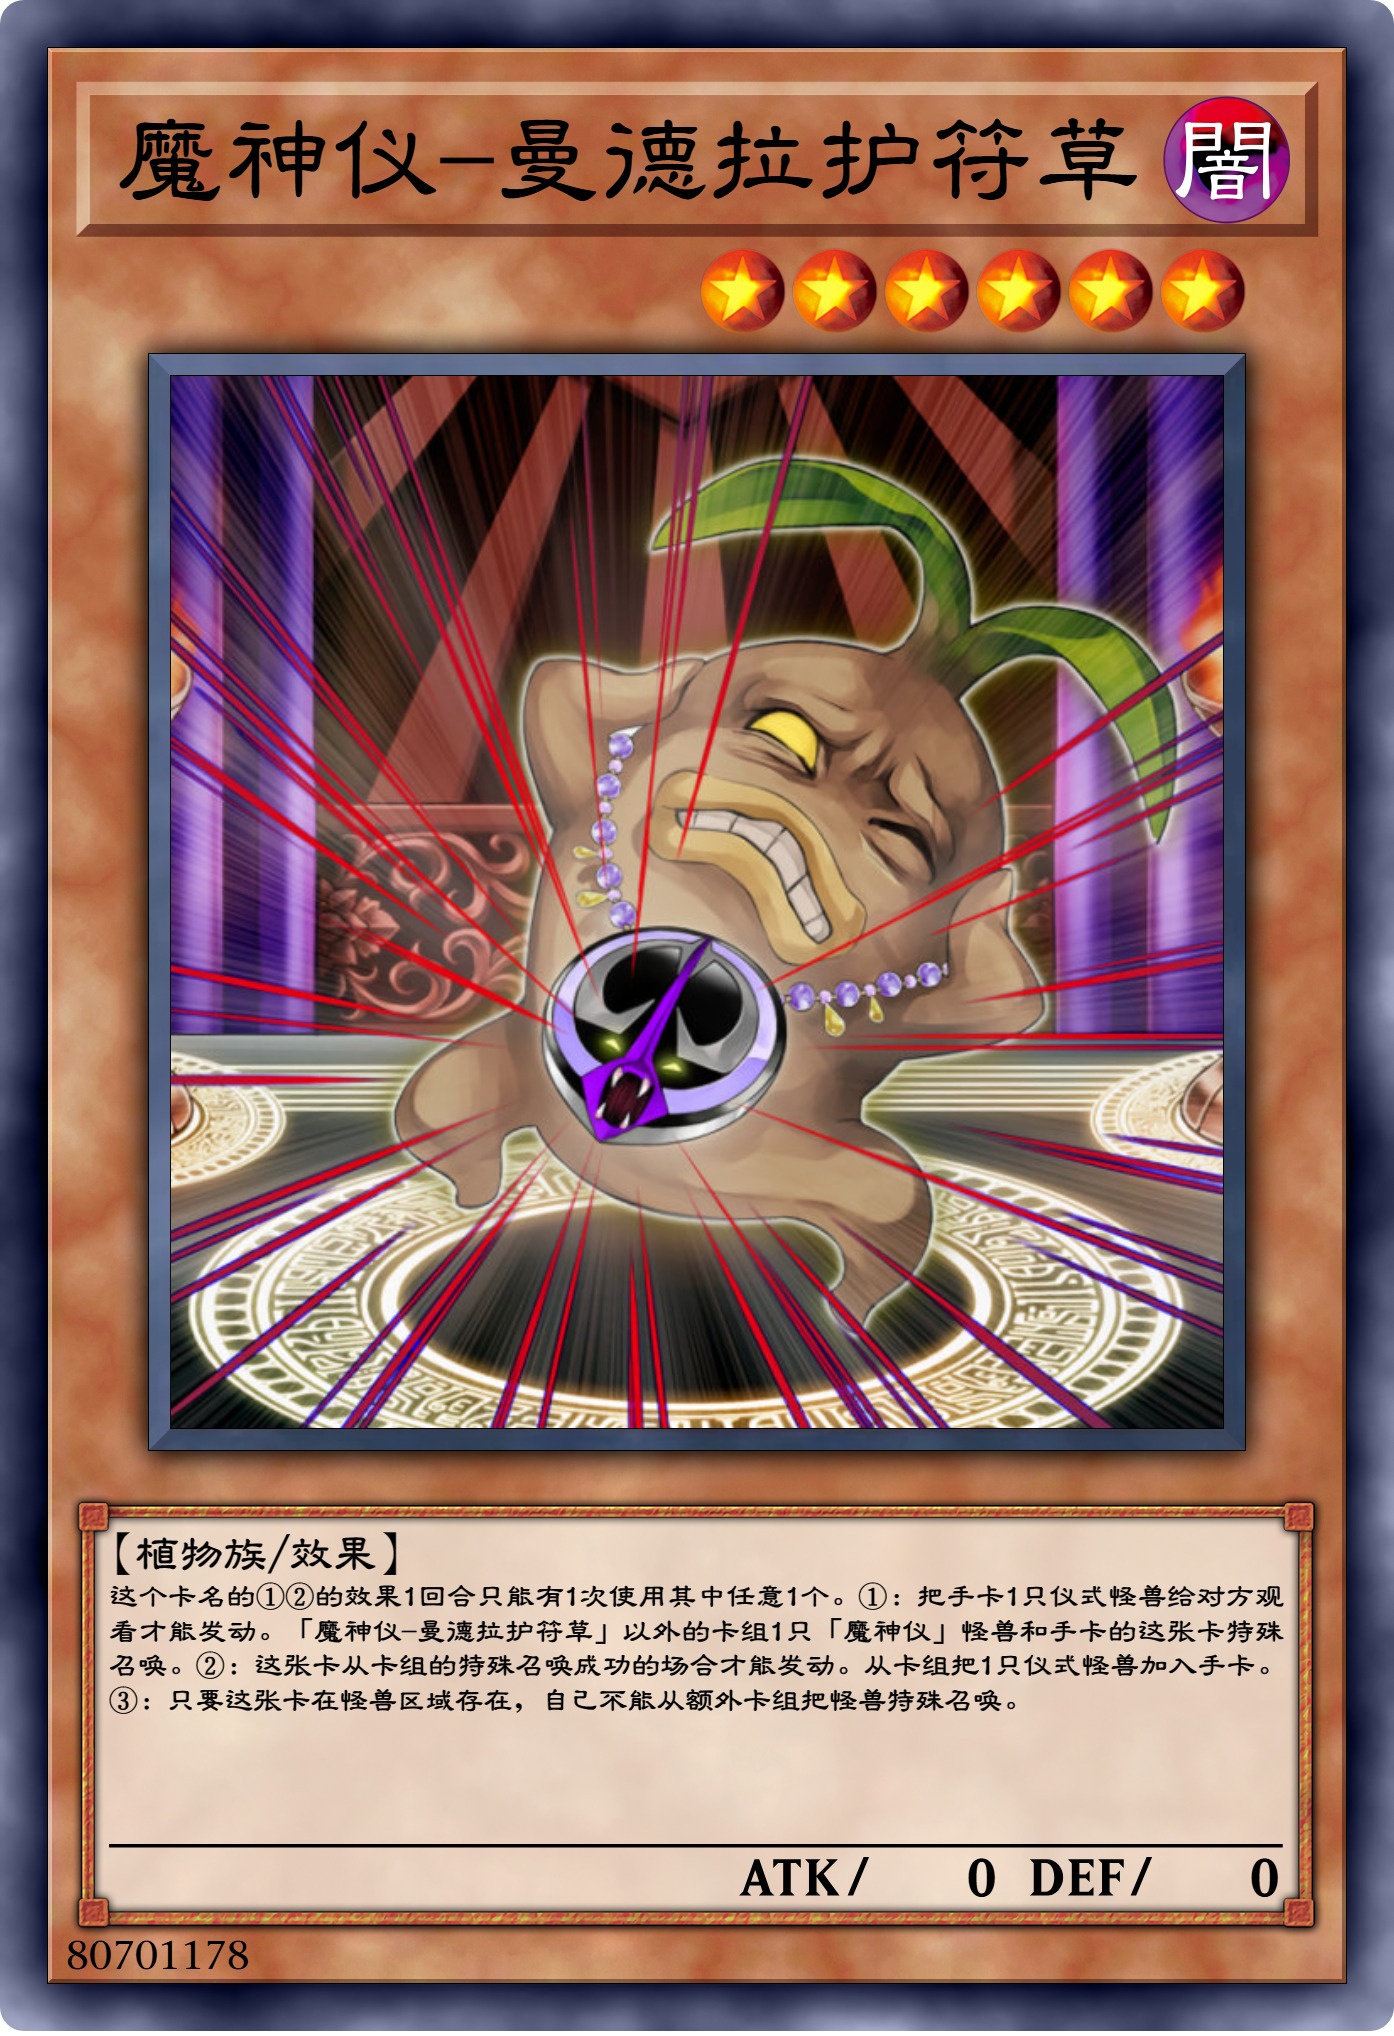 魔神仪-曼德拉护符草
闇
【植物族/效果】
这个卡名的①②的效果1回合只能有1次使用其中任意1个。①：把手卡1只仪式怪兽给对方观
看才能发动。「魔神仪-曼德拉护符草」以外的卡组1只「魔神仪」怪兽和手卡的这张卡特殊
召唤。②：这张卡从卡组的特殊召唤成功的场合才能发动。从卡组把1只仪式怪兽加入手卡。
③：只要这张卡在怪兽区域存在，自己不能从额外卡组把怪兽特殊召唤。
ATK/ 0 DEF/ 0
80701178